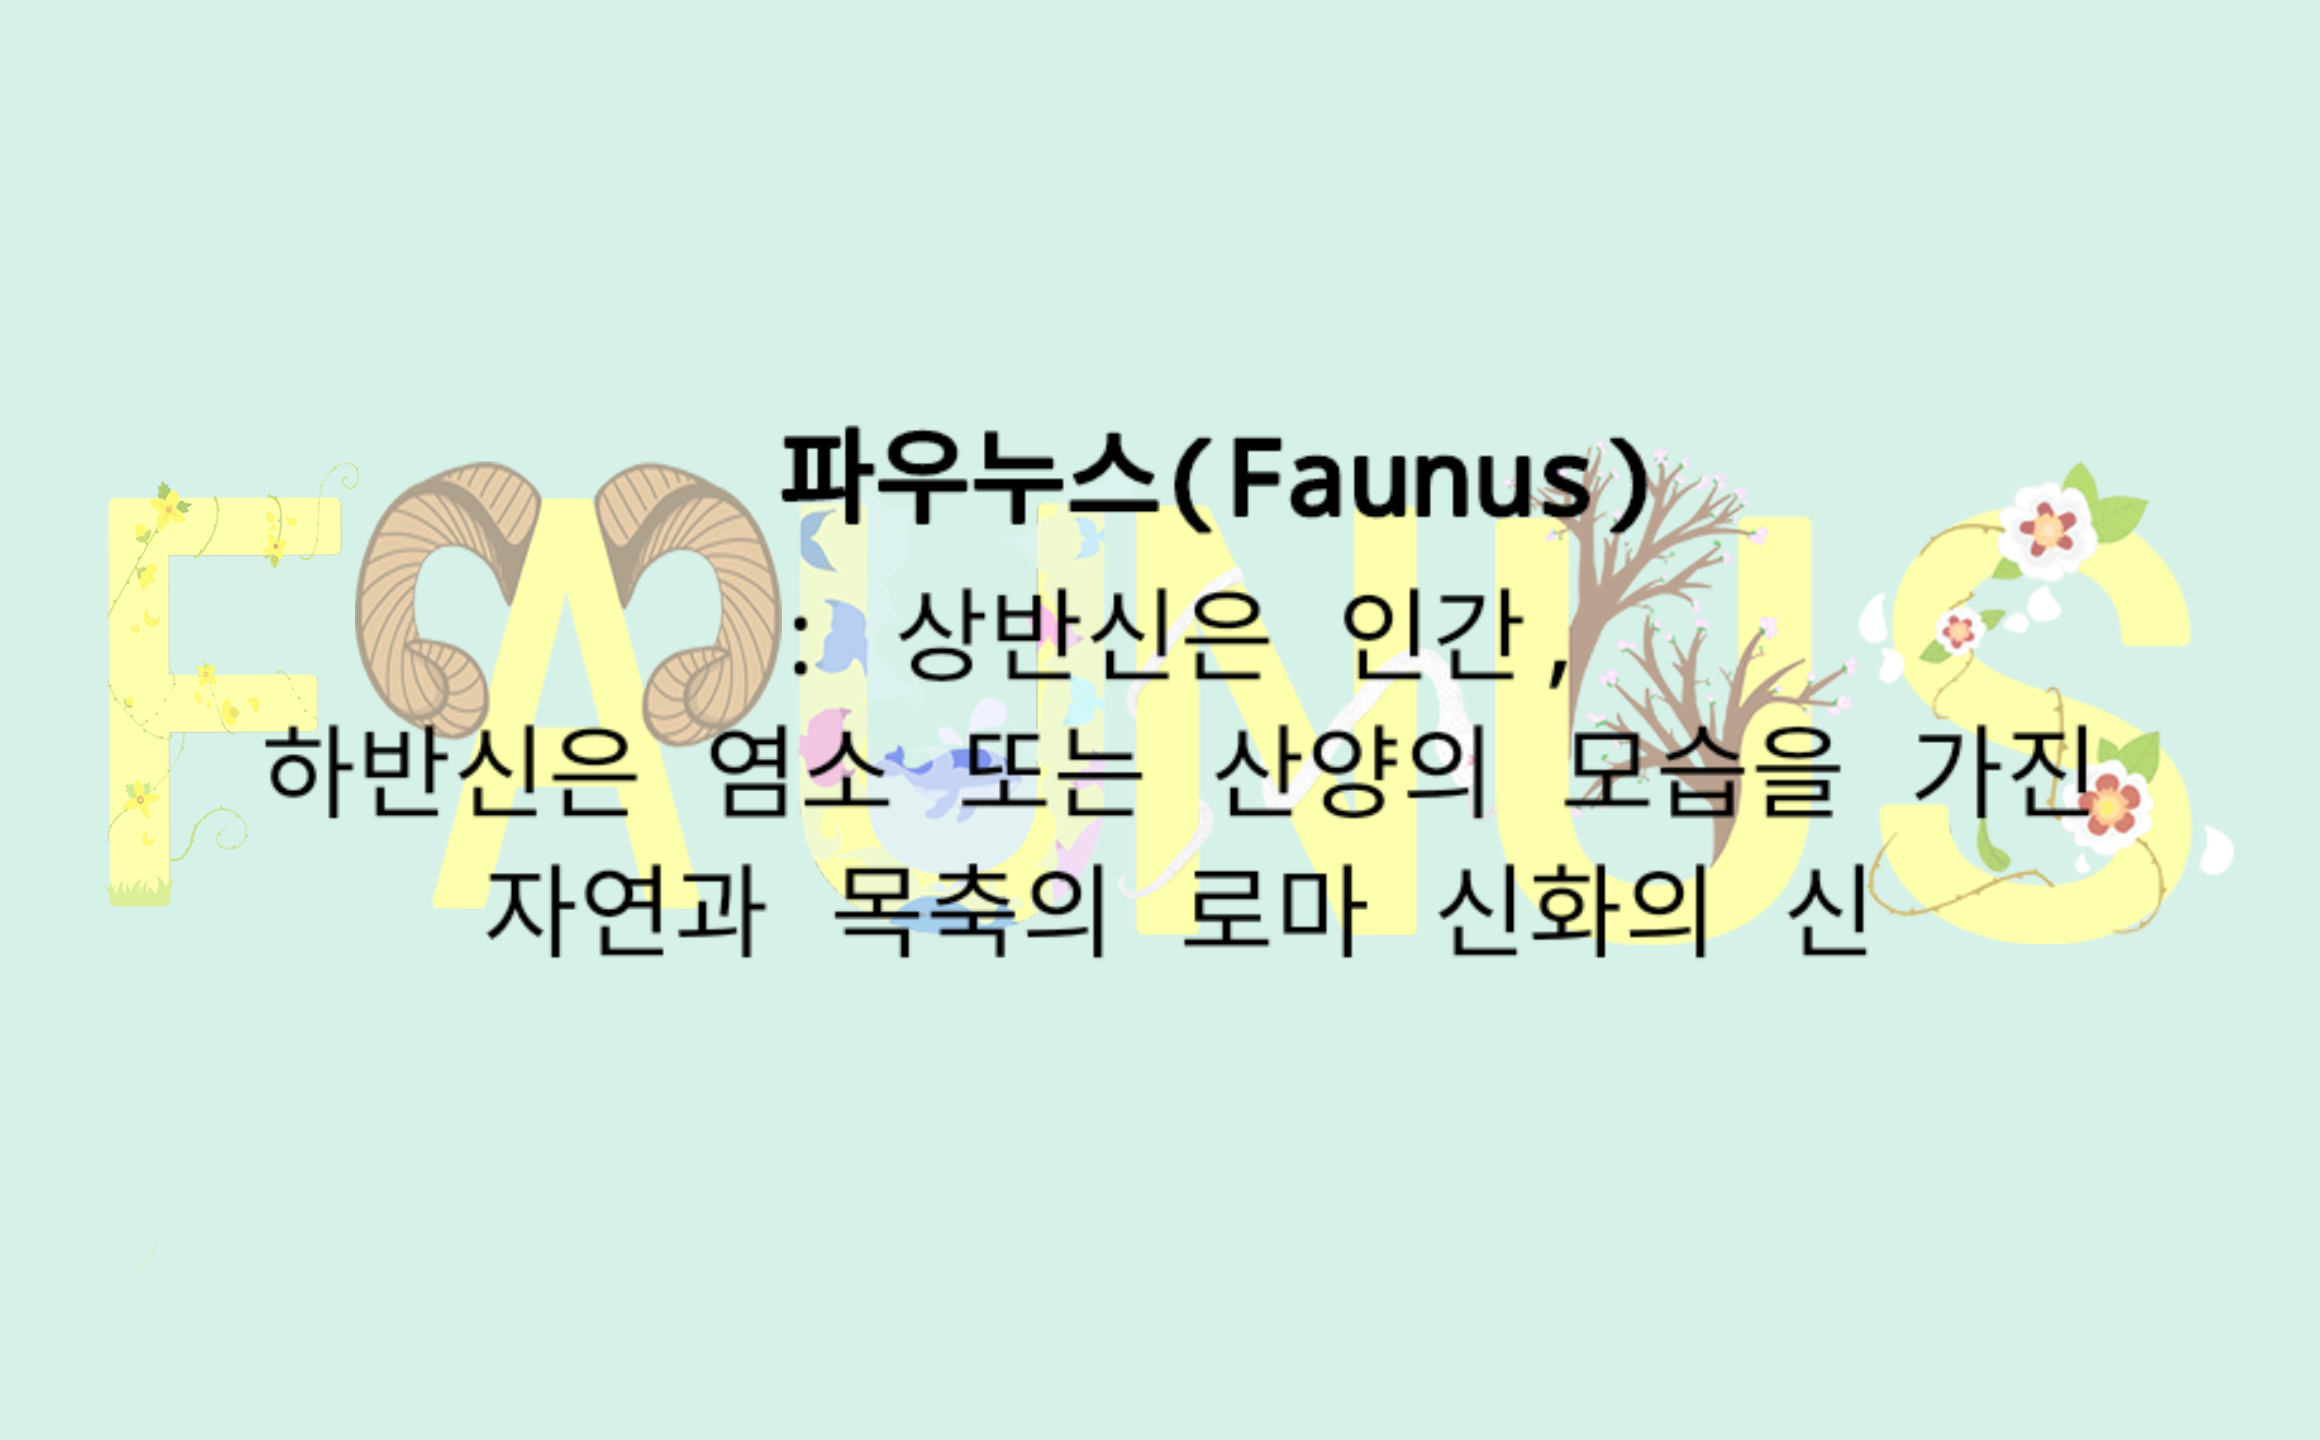 파우누스(Faunus)
: 상반신은 인간,
하반신은 염소 또는 산양의 모습을 가진
자연과 목축의 로마 신화의 신
FAUNUS